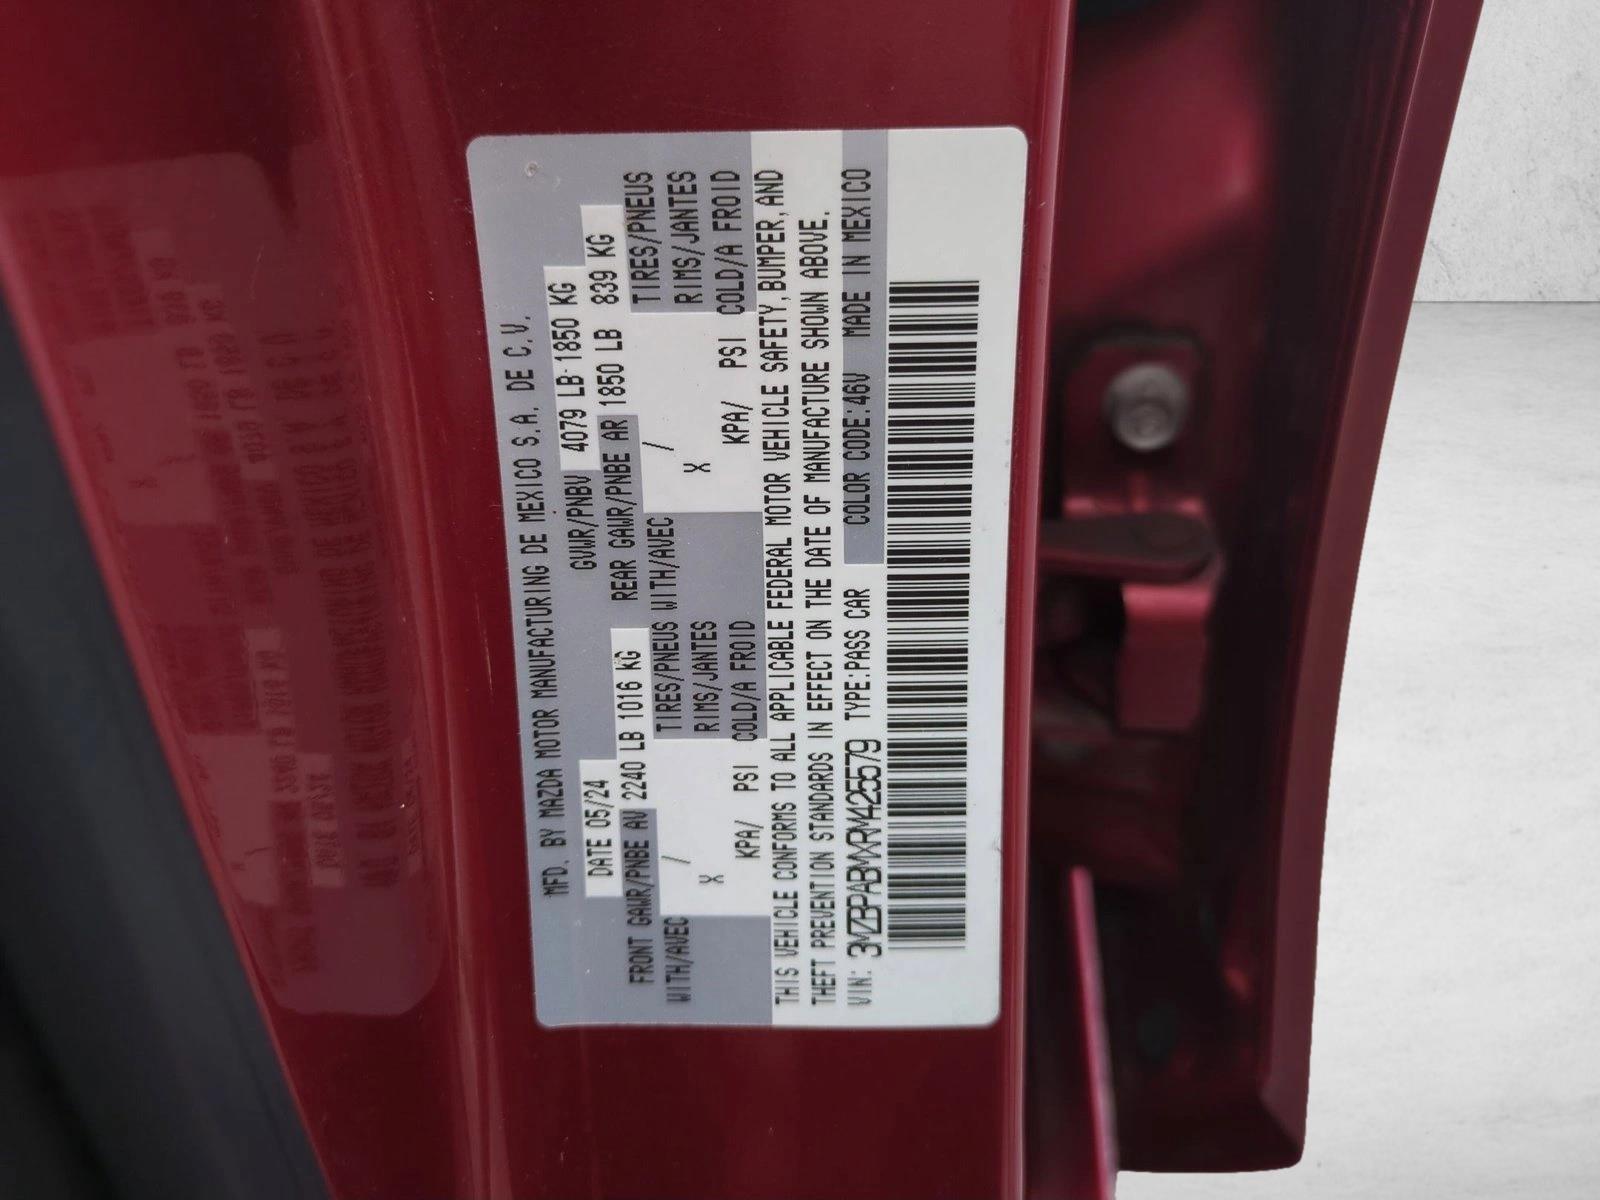 MFD. BY MAZDA MOTOR MANUFACTURING DE MEXICO S.A. DE C.V.
DATE 05/24 GVWR/PNBV 4079 LB 1850 KG
FRONT GAWR/PNBE AV 2240 LB 1016 KG REAR GAWR/PNBE AR 1850 LB 839 KG
WITH/AVEC / TIRES/PNEUS WITH/AVEC / TIRES/PNEUS
X RIMS/JANTES X RIMS/JANTES
KPA/ PSI COLD/A FROID KPA/ PSI COLD/A FROID
THIS VEHICLE CONFORMS TO ALL APPLICABLE FEDERAL MOTOR VEHICLE SAFETY, BUMPER, AND
THEFT PREVENTION STANDARDS IN EFFECT ON THE DATE OF MANUFACTURE SHOWN ABOVE.
VIN: 3MZBPABMXRM425579 TYPE:PASS CAR COLOR CODE:46V MADE IN MEXICO